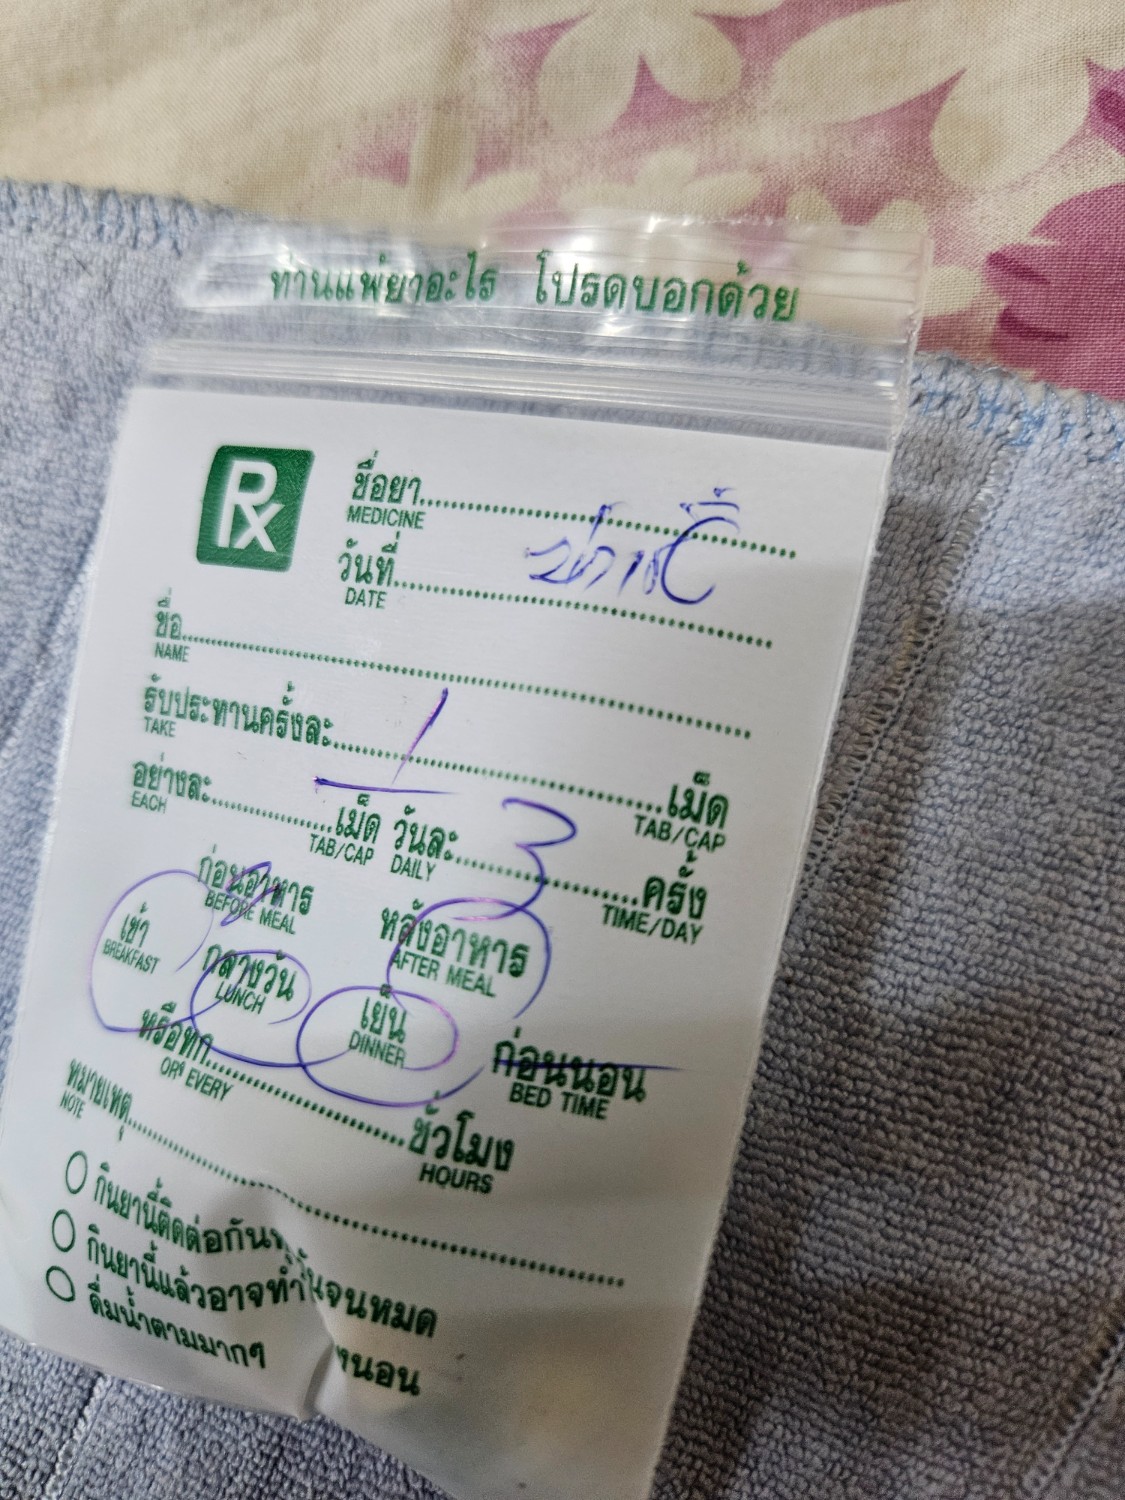 ท่านแพ้ยาอะไร โปรดบอกด้วย
Rx
ชื่อยา
MEDICINE
วันที่
DATE
ชื่อ
NAME
รับประทานครั้งละ 1 เม็ด
TAKE TAB/CAP
อย่างละ เม็ด วันละ 3 ครั้ง
EACH TAB/CAP DAILY TIME/DAY
ก่อนอาหาร หลังอาหาร
BEFORE MEAL AFTER MEAL
เช้า กลางวัน เย็น ก่อนนอน
BREAKFAST LUNCH DINNER BED TIME
หรือทุก ชั่วโมง
OR EVERY HOURS
หมายเหตุ
NOTE
กินยานี้ติดต่อกัน วันจนหมด
กินยานี้แล้วอาจทำ งนอน
ดื่มน้ำตามมากๆ